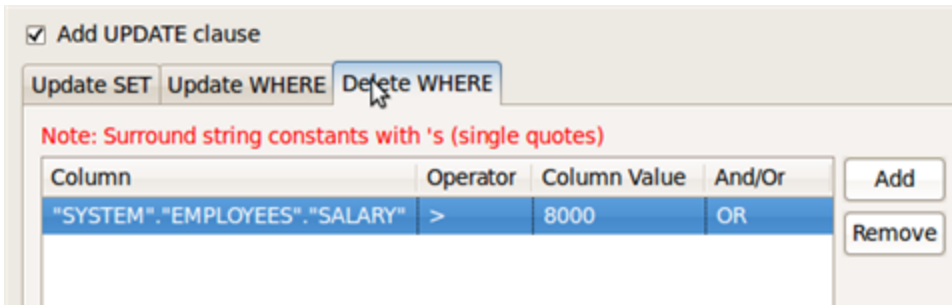 Add UPDATE clause
Update SET Update WHERE Delete WHERE
Note: Surround string constants with 's (single quotes)
Column Operator Column Value And/Or Add
"SYSTEM"."EMPLOYEES"."SALARY" > 8000 OR
Remove